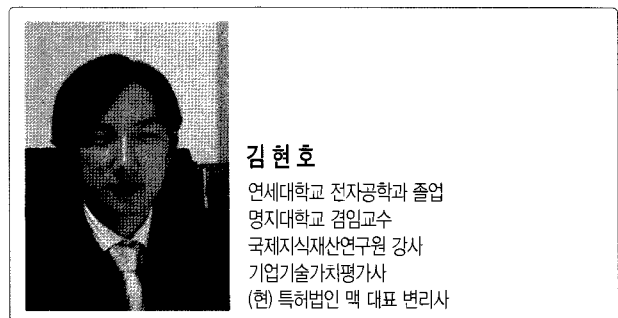 김현호
연세대학교 전자공학과 졸업
명지대학교 겸임교수
국제지식재산연구원 강사
기업기술가치평가사
(현) 특허법인 맥 대표 변리사